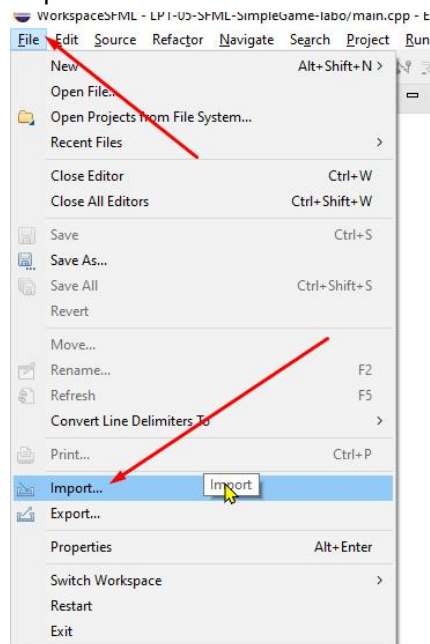 WorkspaceSFML - LPT-05-SFML-SimpleGame-labo/main.cpp - E
File Edit Source Refactor Navigate Search Project Run
New Alt+Shift+N >
Open File...
Open Projects from File System...
Recent Files >
Close Editor Ctrl+W
Close All Editors Ctrl+Shift+W
Save Ctrl+S
Save As...
Save All Ctrl+Shift+S
Revert
Move...
Rename... F2
Refresh F5
Convert Line Delimiters To >
Print... Ctrl+P
Import... Import
Export...
Properties Alt+Enter
Switch Workspace >
Restart
Exit